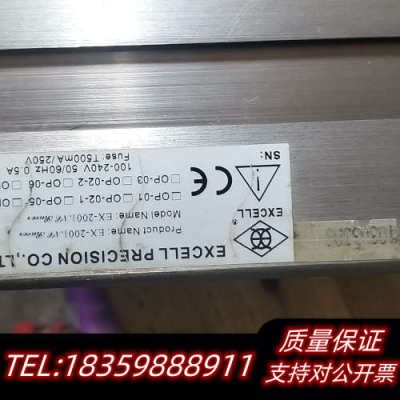 EXCELL PRECISION CO.,LT
EXCELL
Product Name: EX-2001
Model Name: EX-2001
OP-01
OP-02-1
OP-05
OP-03
OP-02-2
OP-06
CE
100-240V 50/60Hz 0.5A
Fuse: T500mA/250V
SN:
质量保证
支持对公开票
TEL:18359888911